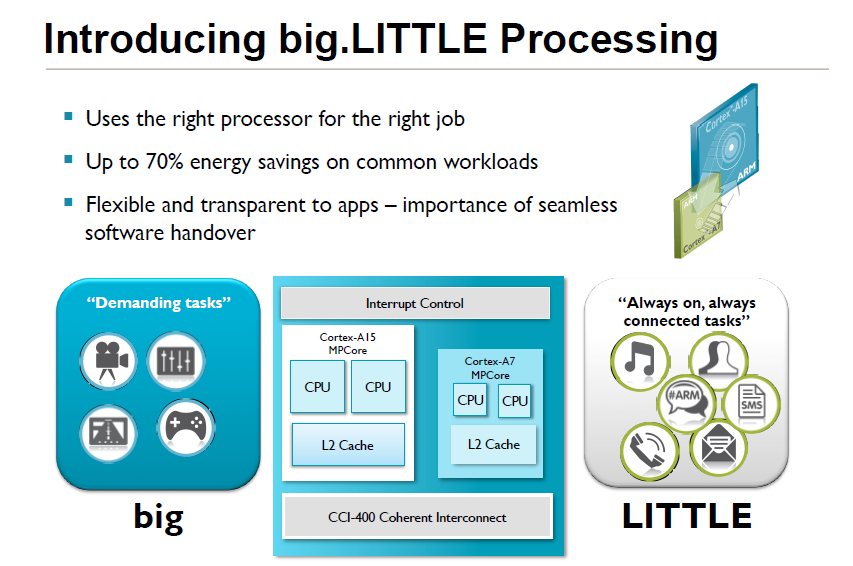 Introducing big.LITTLE Processing
Uses the right processor for the right job
Up to 70% energy savings on common workloads
Flexible and transparent to apps – importance of seamless
software handover
Cortex™-A15
ARM
ARM
Cortex™-A7
“Demanding tasks”
big
Interrupt Control
Cortex-A15
MPCore
CPU
CPU
L2 Cache
Cortex-A7
MPCore
CPU
CPU
L2 Cache
CCI-400 Coherent Interconnect
“Always on, always
connected tasks”
#ARM
SMS
LITTLE